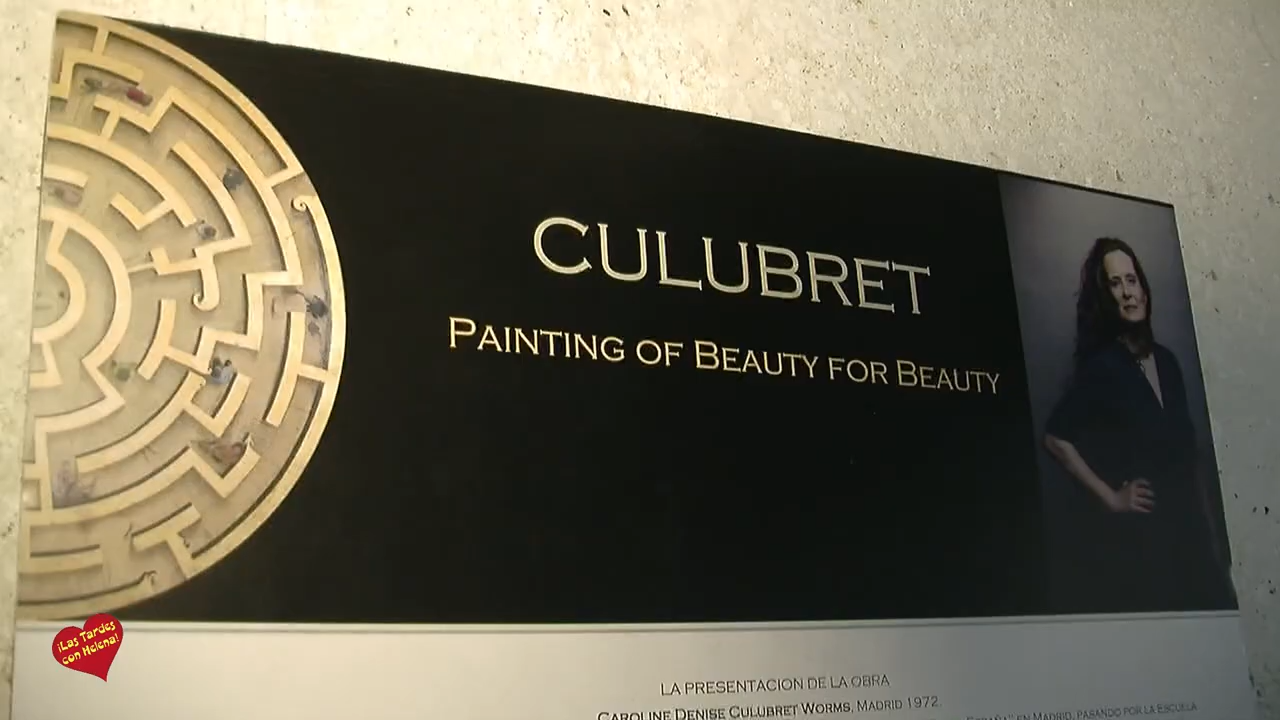 CULUBRET
PAINTING OF BEAUTY FOR BEAUTY
LA PRESENTACION DE LA OBRA
CAROLINE DENISE CULUBRET WORMS, MADRID 1972.
ESPAÑA" EN MADRID, PASANDO POR LA ESCUELA
¡Las Tardes
con Helena!